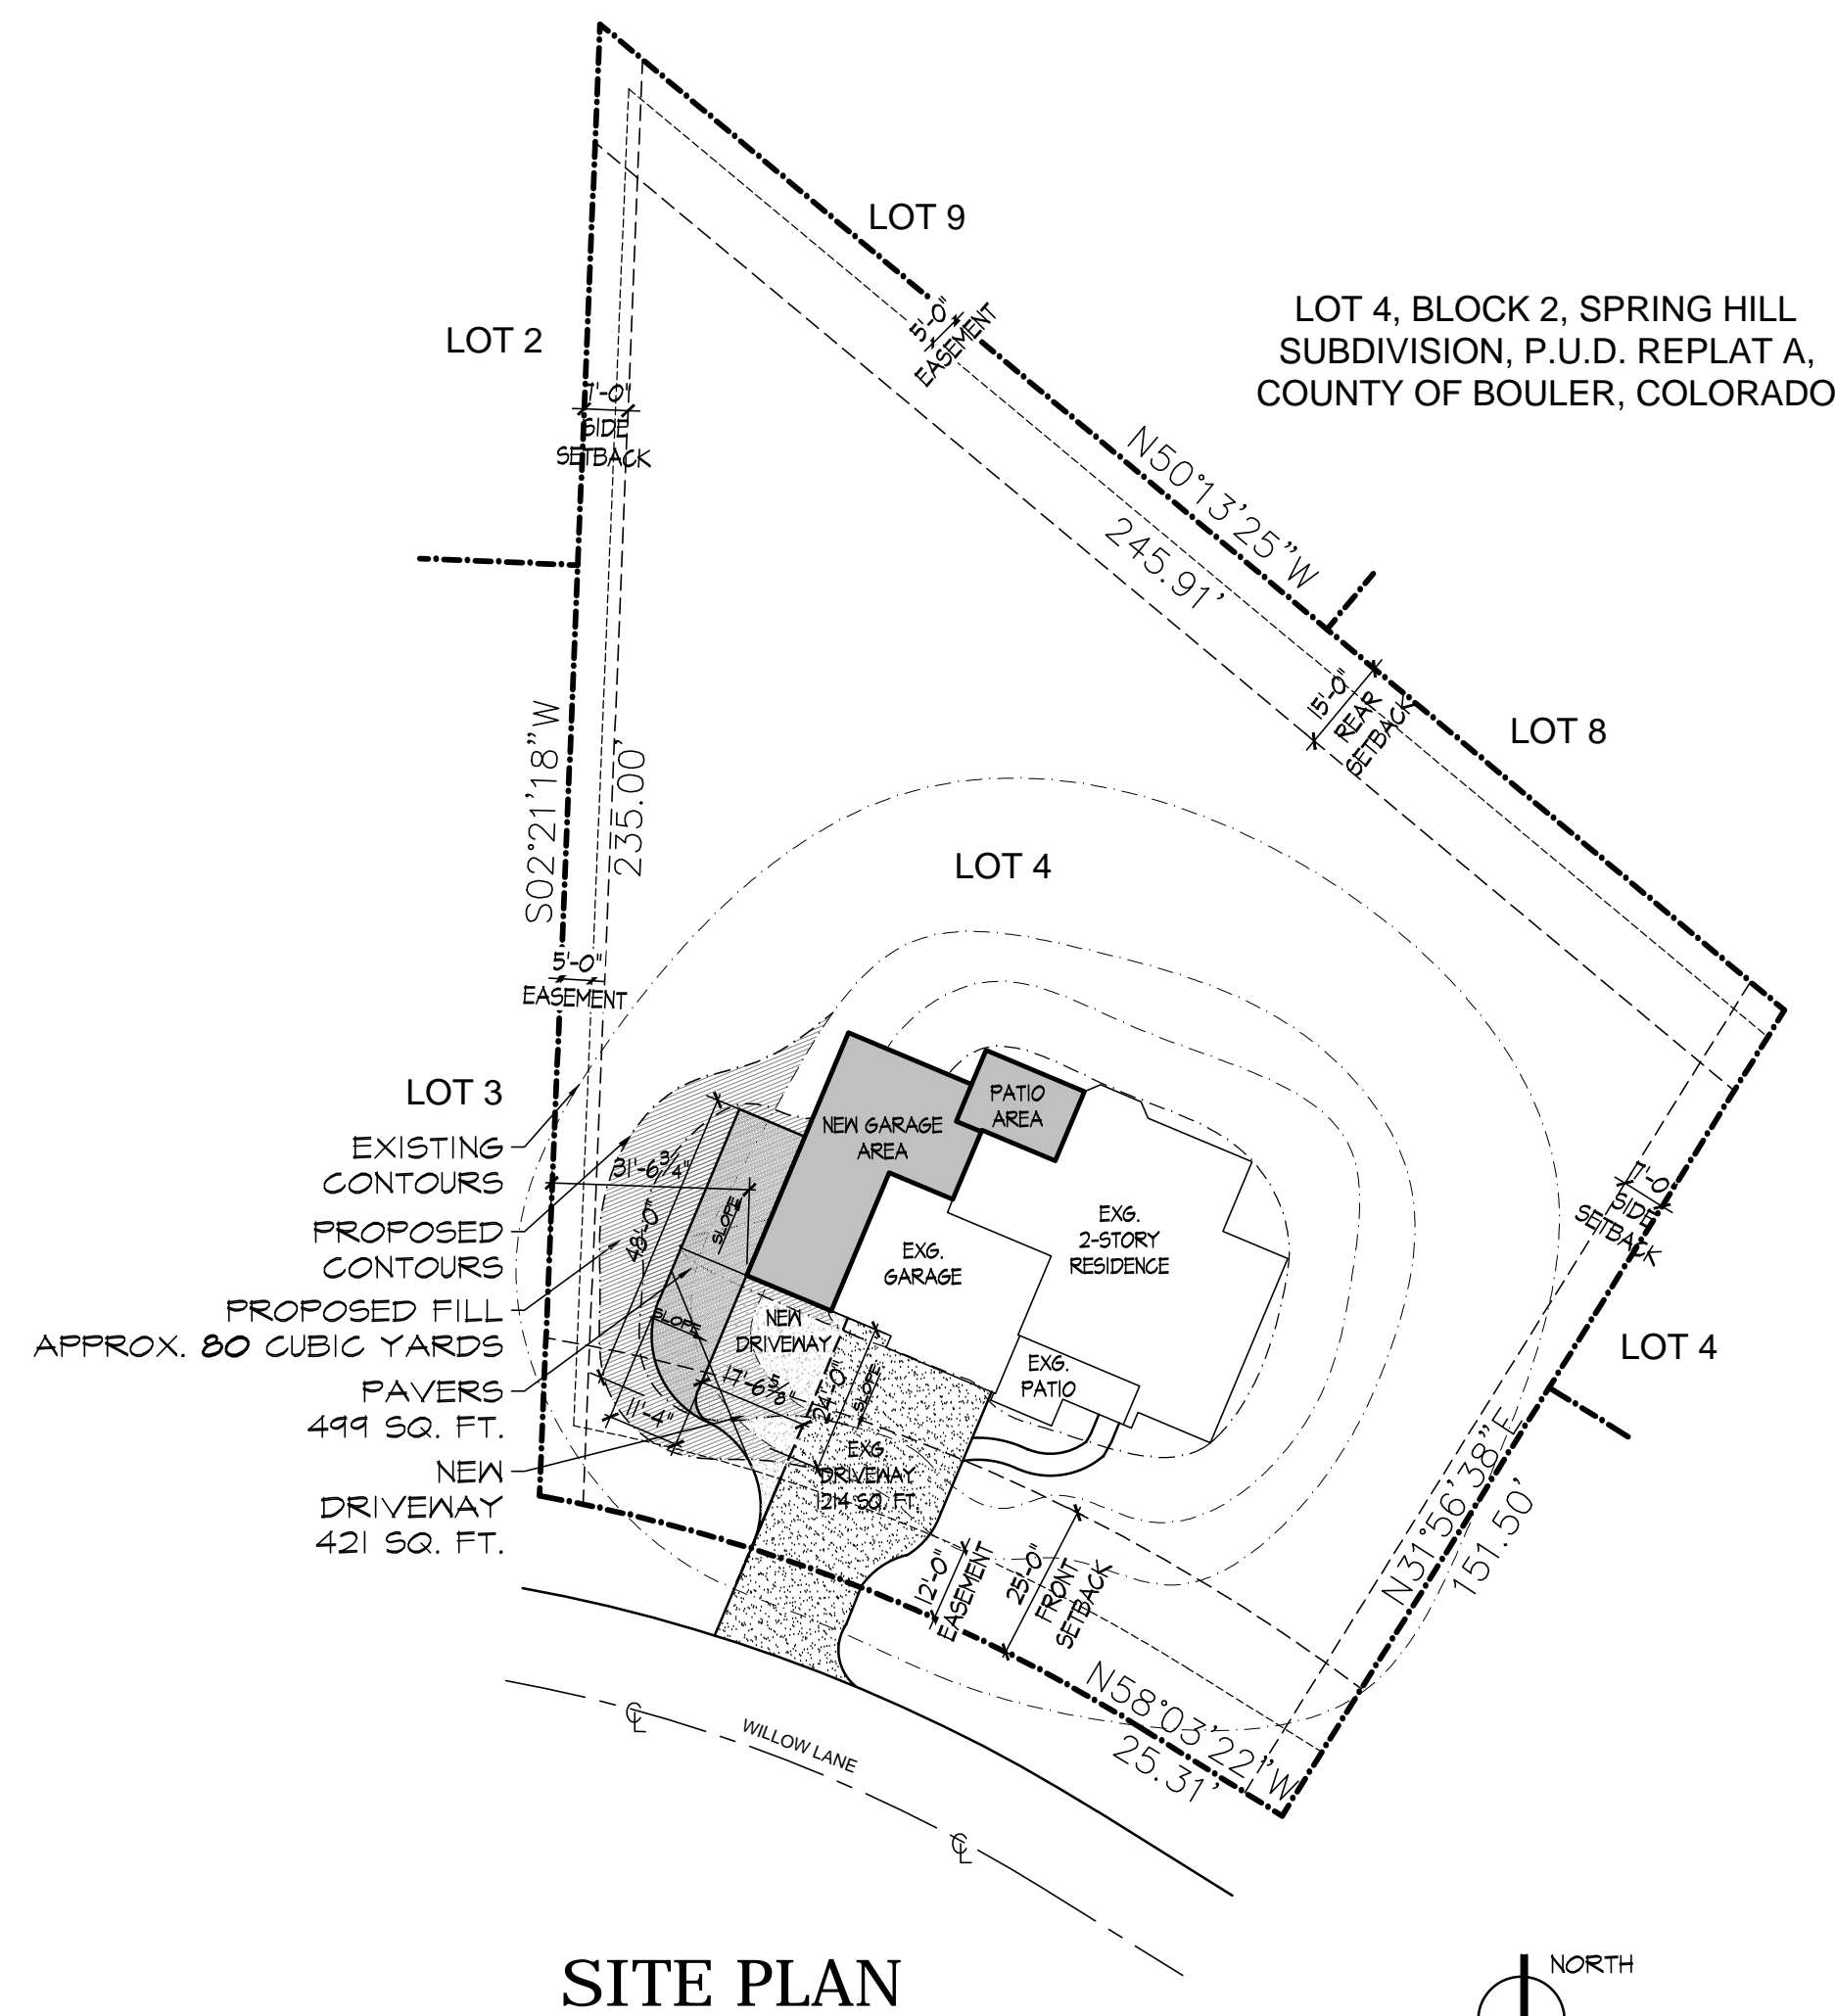 LOT 9
LOT 4, BLOCK 2, SPRING HILL
SUBDIVISION, P.U.D. REPLAT A,
COUNTY OF BOULER, COLORADO
LOT 2
5'-0"
EASEMENT
7'-0"
SIDE
SETBACK
N50°13'25"W
245.91'
15'-0"
REAR
SETBACK
LOT 8
S02°21'18"W
235.00'
LOT 4
5'-0"
EASEMENT
LOT 3
EXISTING
CONTOURS
PROPOSED
CONTOURS
PROPOSED FILL
APPROX. 80 CUBIC YARDS
PAVERS
499 SQ. FT.
NEW
DRIVEWAY
421 SQ. FT.
PATIO
AREA
NEW GARAGE
AREA
31'-6 3/4"
48'-0"
SLOPE
SLOPE
EXG.
2-STORY
RESIDENCE
EXG.
GARAGE
7'-0"
SIDE
SETBACK
NEW
DRIVEWAY
EXG.
PATIO
LOT 4
17'-6 5/8"
24'-0"
SLOPE
11'-4"
EXG.
DRIVEWAY
1214 SQ. FT.
12'-0"
EASEMENT
25'-0"
FRONT
SETBACK
N31°56'38"E
151.50'
N58°03'22"W
25.31'
℄
WILLOW LANE
℄
SITE PLAN
NORTH